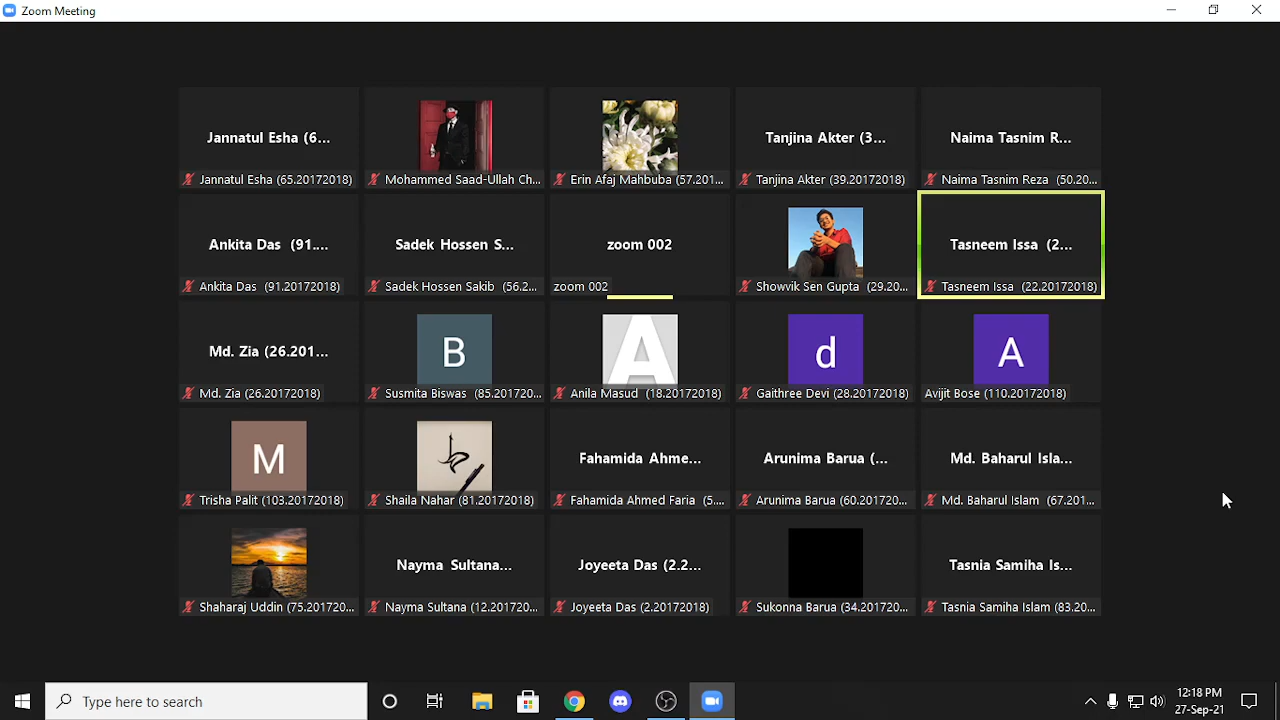 Zoom Meeting
Jannatul Esha (6...
Jannatul Esha (65.20172018)
Mohammed Saad-Ullah Ch...
Erin Afaj Mahbuba (57.201...
Tanjina Akter (3...
Tanjina Akter (39.20172018)
Naima Tasnim R...
Naima Tasnim Reza (50.20...
Ankita Das (91....
Ankita Das (91.20172018)
Sadek Hossen S...
Sadek Hossen Sakib (56.2...
zoom 002
zoom 002
Showvik Sen Gupta (29.20...
Tasneem Issa (2...
Tasneem Issa (22.20172018)
Md. Zia (26.201...
Md. Zia (26.20172018)
B
Susmita Biswas (85.201720...
A
Anila Masud (18.20172018)
d
Gaithree Devi (28.20172018)
A
Avijit Bose (110.20172018)
M
Trisha Palit (103.20172018)
Shaila Nahar (81.20172018)
Fahamida Ahme...
Fahamida Ahmed Faria (5....
Arunima Barua (...
Arunima Barua (60.201720...
Md. Baharul Isla...
Md. Baharul Islam (67.201...
Shaharaj Uddin (75.201720...
Nayma Sultana...
Nayma Sultana (12.201720...
Joyeeta Das (2.2...
Joyeeta Das (2.20172018)
Sukonna Barua (34.201720...
Tasnia Samiha Is...
Tasnia Samiha Islam (83.20...
Type here to search
12:18 PM
27-Sep-21